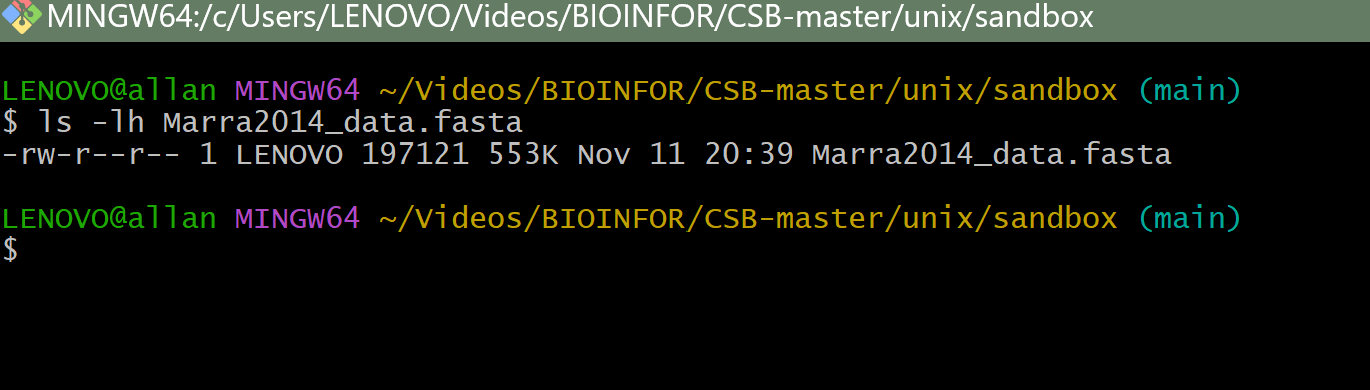 MINGW64:/c/Users/LENOVO/Videos/BIOINFOR/CSB-master/unix/sandbox
LENOVO@allan MINGW64 ~/Videos/BIOINFOR/CSB-master/unix/sandbox (main)
$ ls -lh Marra2014_data.fasta
-rw-r--r-- 1 LENOVO 197121 553K Nov 11 20:39 Marra2014_data.fasta
LENOVO@allan MINGW64 ~/Videos/BIOINFOR/CSB-master/unix/sandbox (main)
$